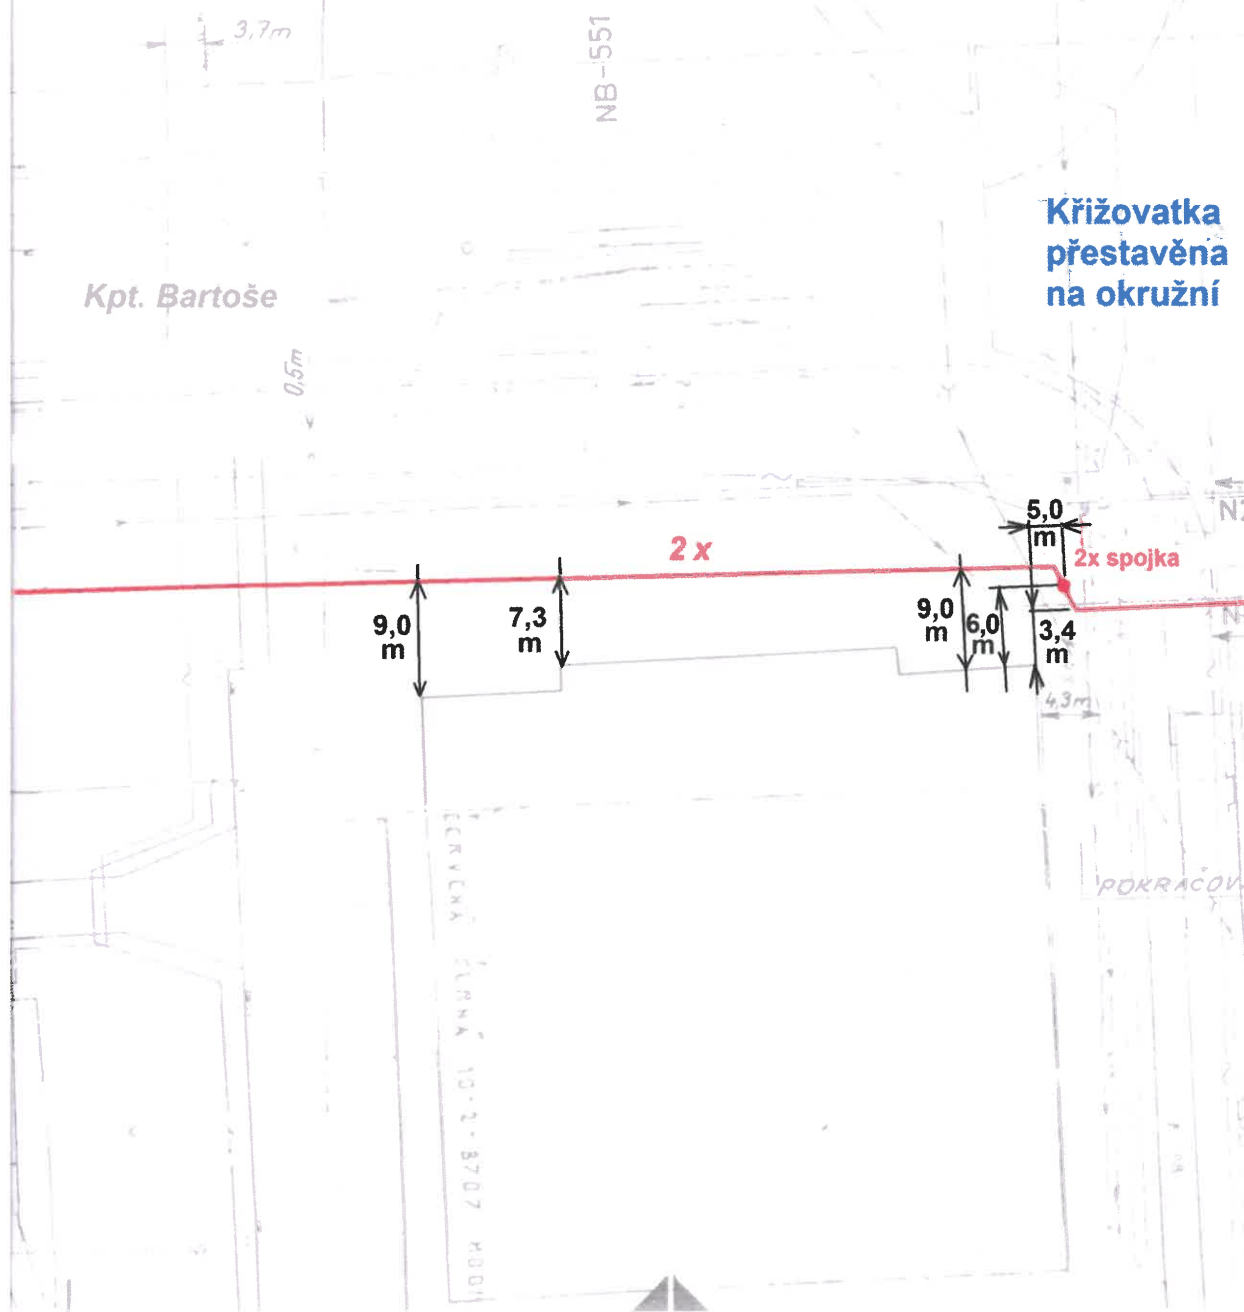 3,7m
NB-551
Křižovatka
přestavěna
na okružní
Kpt. Bartoše
0,5m
5,0
m
2 x
2x spojka
9,0
m
7,3
m
9,0
m
6,0
m
3,4
m
4,3m
POKRAČOV